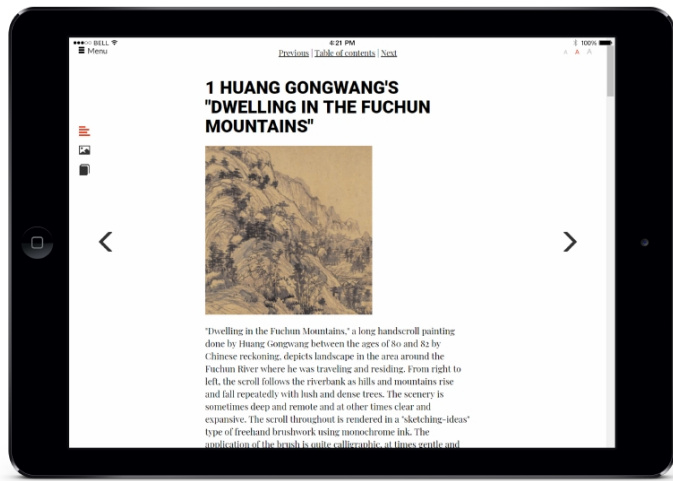 ●●●○○ BELL
4:21 PM
100%
Menu
Previous | Table of contents | Next
A A A
1 HUANG GONGWANG'S
"DWELLING IN THE FUCHUN
MOUNTAINS"
"Dwelling in the Fuchun Mountains," a long handscroll painting
done by Huang Gongwang between the ages of 80 and 82 by
Chinese reckoning, depicts landscape in the area around the
Fuchun River where he was traveling and residing. From right to
left, the scroll follows the riverbank as hills and mountains rise
and fall repeatedly with lush and dense trees. The scenery is
sometimes deep and remote and at other times clear and
expansive. The scroll throughout is rendered in a "sketching-ideas"
type of freehand brushwork using monochrome ink. The
application of the brush is quite calligraphic, at times gentle and